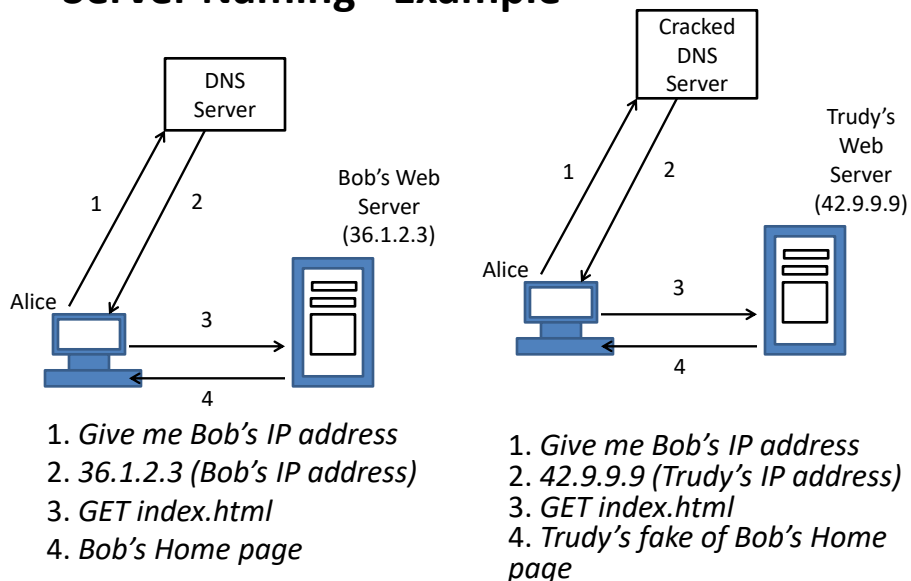 Server Naming - Example
DNS
Server
1
2
Bob's Web
Server
(36.1.2.3)
Alice
3
4
1. Give me Bob's IP address
2. 36.1.2.3 (Bob's IP address)
3. GET index.html
4. Bob's Home page
Cracked
DNS
Server
1
2
Trudy's
Web
Server
(42.9.9.9)
Alice
3
4
1. Give me Bob's IP address
2. 42.9.9.9 (Trudy's IP address)
3. GET index.html
4. Trudy's fake of Bob's Home
page